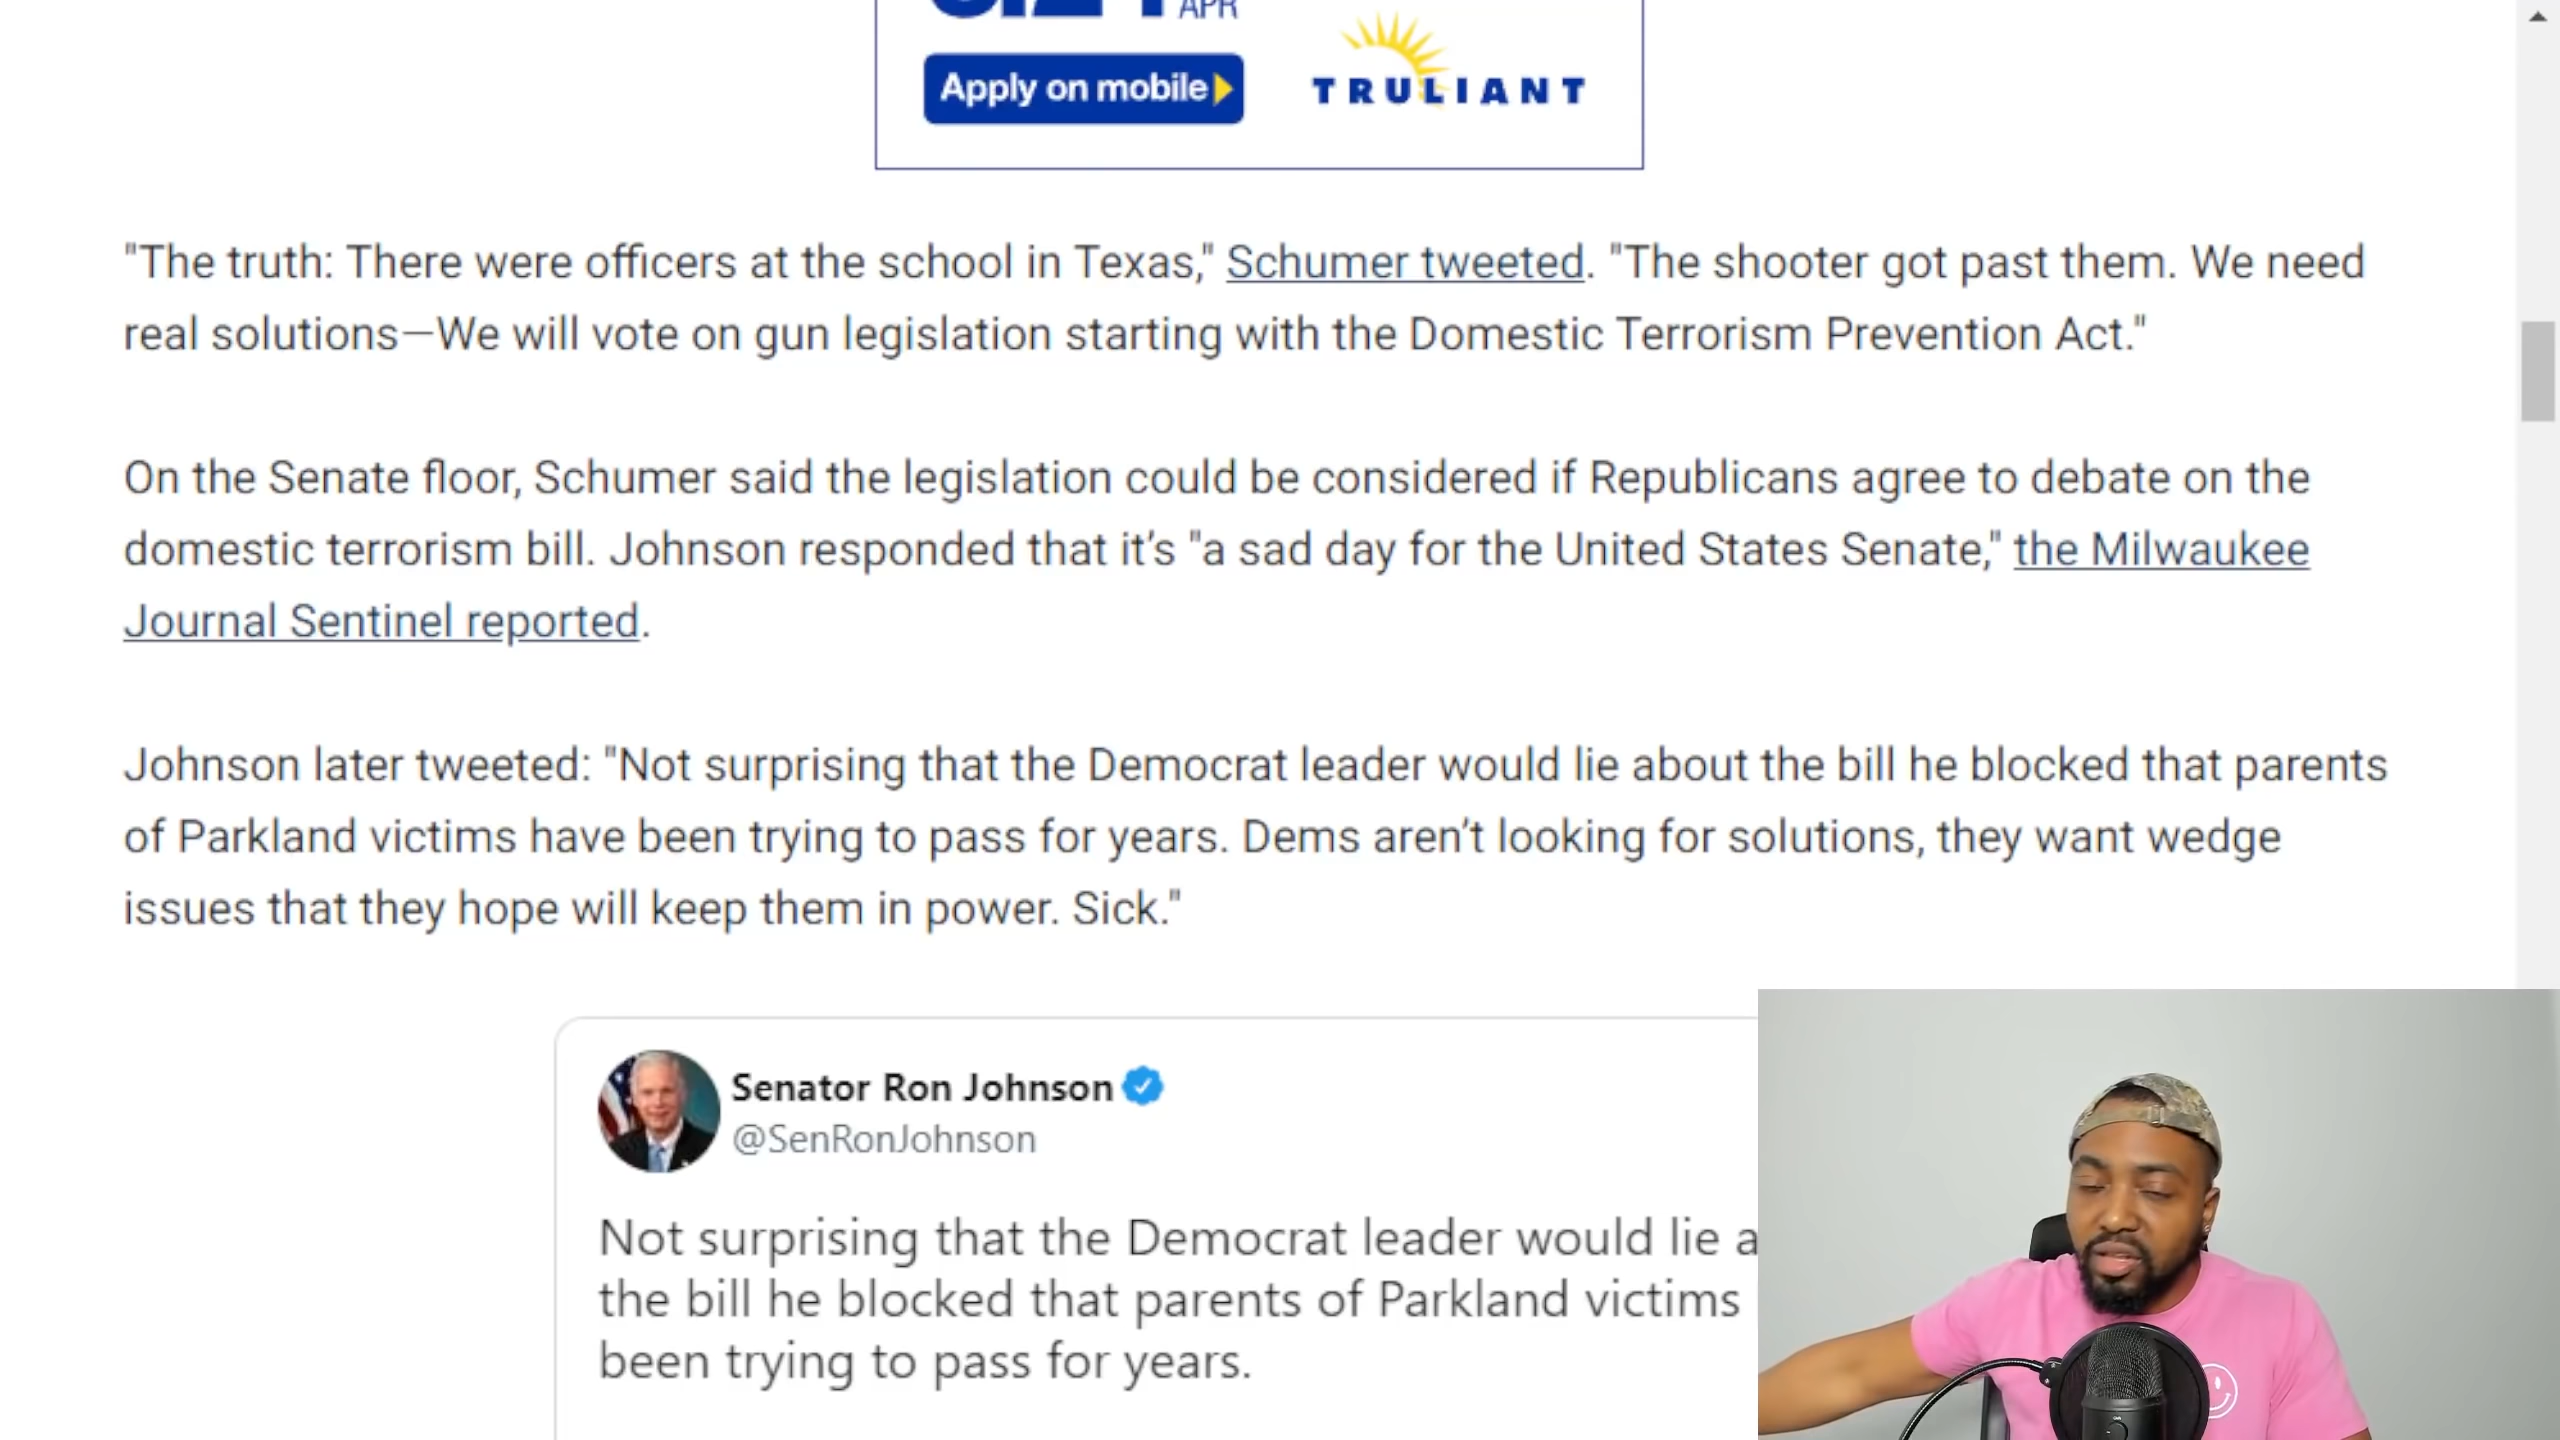 APR
Apply on mobile
TRULIANT
"The truth: There were officers at the school in Texas," Schumer tweeted. "The shooter got past them. We need
real solutions—We will vote on gun legislation starting with the Domestic Terrorism Prevention Act."
On the Senate floor, Schumer said the legislation could be considered if Republicans agree to debate on the
domestic terrorism bill. Johnson responded that it’s "a sad day for the United States Senate," the Milwaukee
Journal Sentinel reported.
Johnson later tweeted: "Not surprising that the Democrat leader would lie about the bill he blocked that parents
of Parkland victims have been trying to pass for years. Dems aren’t looking for solutions, they want wedge
issues that they hope will keep them in power. Sick."
Senator Ron Johnson
@SenRonJohnson
Not surprising that the Democrat leader would lie a
the bill he blocked that parents of Parkland victims
been trying to pass for years.